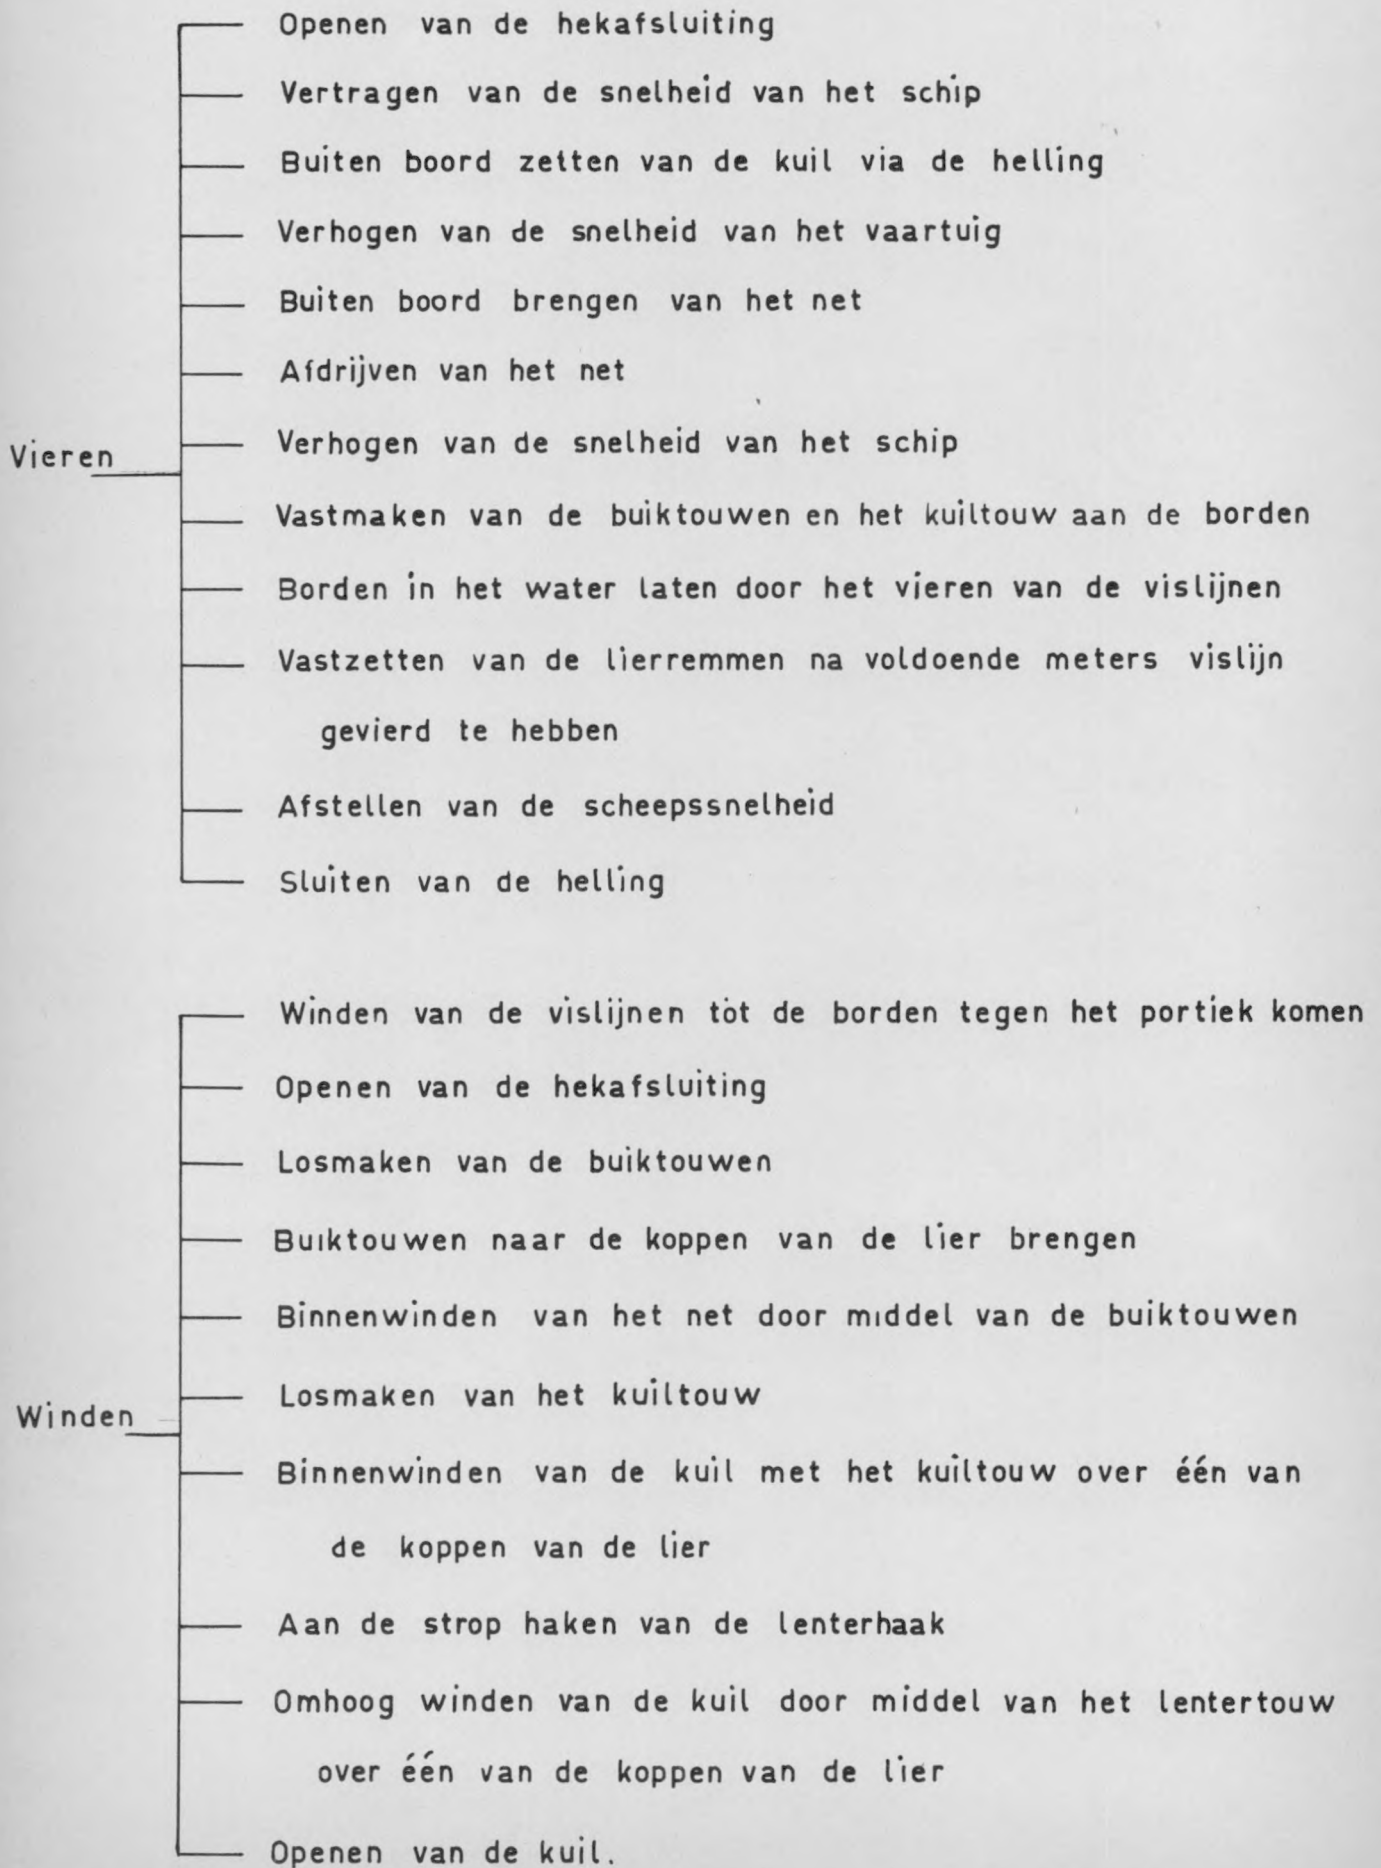 Openen van de hekafsluiting
Vertragen van de snelheid van het schip
Buiten boord zetten van de kuil via de helling
Verhogen van de snelheid van het vaartuig
Buiten boord brengen van het net
Afdrijven van het net
Verhogen van de snelheid van het schip
Vieren
Vastmaken van de buiktouwen en het kuiltouw aan de borden
Borden in het water laten door het vieren van de vislijnen
Vastzetten van de lierremmen na voldoende meters vislijn
gevierd te hebben
Afstellen van de scheepssnelheid
Sluiten van de helling
Winden van de vislijnen tot de borden tegen het portiek komen
Openen van de hekafsluiting
Losmaken van de buiktouwen
Buiktouwen naar de koppen van de lier brengen
Binnenwinden van het net door middel van de buiktouwen
Losmaken van het kuiltouw
Winden
Binnenwinden van de kuil met het kuiltouw over één van
de koppen van de lier
Aan de strop haken van de lenterhaak
Omhoog winden van de kuil door middel van het lentertouw
over één van de koppen van de lier
Openen van de kuil.